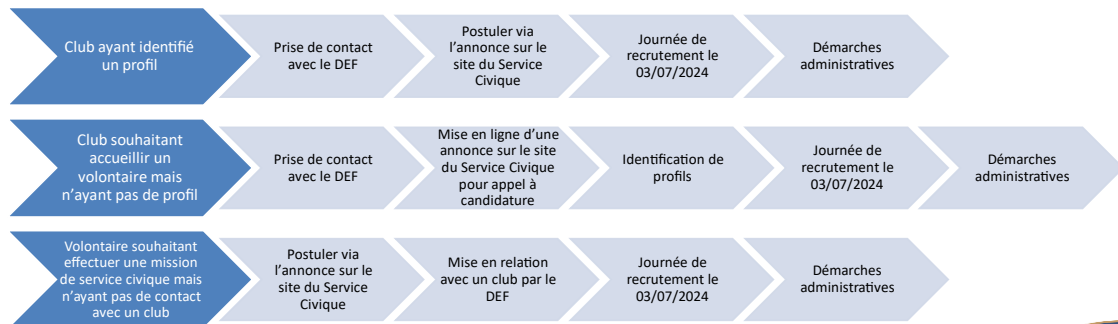 Club ayant identifié
un profil
Prise de contact
avec le DEF
Postuler via
l'annonce sur le
site du Service
Civique
Journée de
recrutement le
03/07/2024
Démarches
administratives
Club souhaitant
accueillir un
volontaire mais
n'ayant pas de profil
Prise de contact
avec le DEF
Mise en ligne d'une
annonce sur le site
du Service Civique
pour appel à
candidature
Identification de
profils
Journée de
recrutement le
03/07/2024
Démarches
administratives
Volontaire souhaitant
effectuer une mission
de service civique mais
n'ayant pas de contact
avec un club
Postuler via
l'annonce sur le
site du Service
Civique
Mise en relation
avec un club par le
DEF
Journée de
recrutement le
03/07/2024
Démarches
administratives